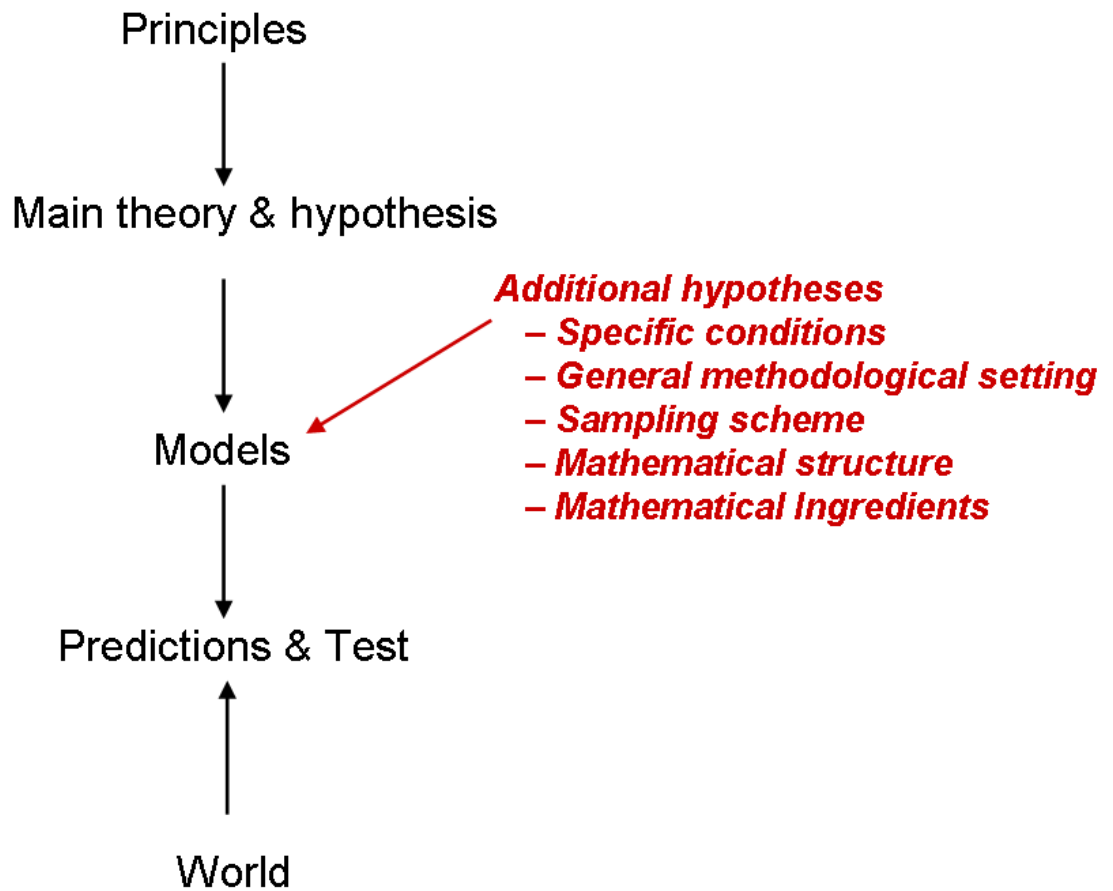 Principles
Main theory & hypothesis
Additional hypotheses
– Specific conditions
– General methodological setting
– Sampling scheme
– Mathematical structure
– Mathematical Ingredients
Models
Predictions & Test
World